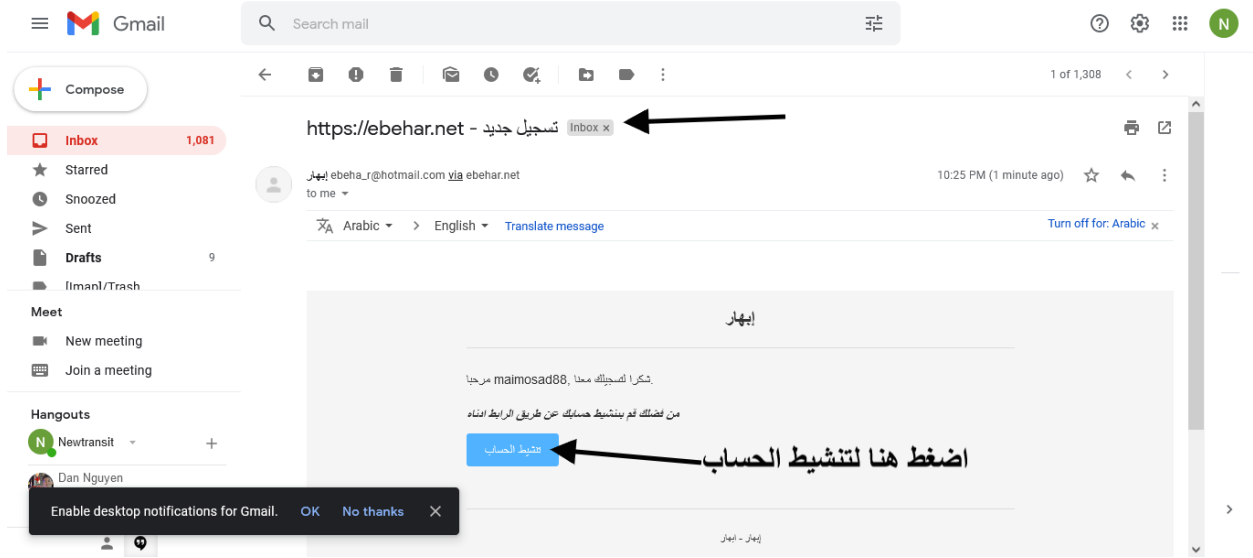 Gmail
Search mail
Compose
1 of 1,308
Inbox 1,081
Starred
Snoozed
Sent
Drafts 9
[Imap]/Trash
Meet
New meeting
Join a meeting
Hangouts
Newtransit
Dan Nguyen
https://ebehar.net - تسجيل جديد Inbox x
إبهار ebeha_r@hotmail.com via ebehar.net
10:25 PM (1 minute ago)
to me
Arabic > English Translate message
Turn off for: Arabic x
إبهار
مرحبا maimosad88, شكرا لتسجيلك معنا.
من فضلك قم بتنشيط حسابك عن طريق الرابط ادناه
تنشيط الحساب
اضغط هنا لتنشيط الحساب
إبهار - ابهار
Enable desktop notifications for Gmail. OK No thanks
N
N